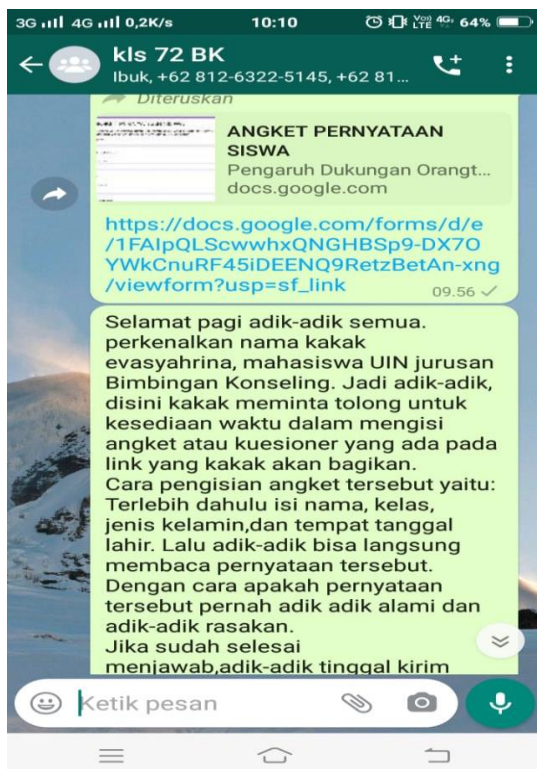 3G 4G 0,2K/s 10:10 Voo LTE 4G 64%
kls 72 BK
Ibuk, +62 812-6322-5145, +62 81...
Diteruskan
ANGKET PERNYATAAN
SISWA
Pengaruh Dukungan Orangt...
docs.google.com
https://docs.google.com/forms/d/e
/1FAIpQLScwwhxQNGHBSp9-DX7O
YWkCnuRF45iDEENQ9RetzBetAn-xng
/viewform?usp=sf_link
09.56
Selamat pagi adik-adik semua.
perkenalkan nama kakak
evasyahrina, mahasiswa UIN jurusan
Bimbingan Konseling. Jadi adik-adik,
disini kakak meminta tolong untuk
kesediaan waktu dalam mengisi
angket atau kuesioner yang ada pada
link yang kakak akan bagikan.
Cara pengisian angket tersebut yaitu:
Terlebih dahulu isi nama, kelas,
jenis kelamin,dan tempat tanggal
lahir. Lalu adik-adik bisa langsung
membaca pernyataan tersebut.
Dengan cara apakah pernyataan
tersebut pernah adik adik alami dan
adik-adik rasakan.
Jika sudah selesai
menjawab,adik-adik tinggal kirim
Ketik pesan